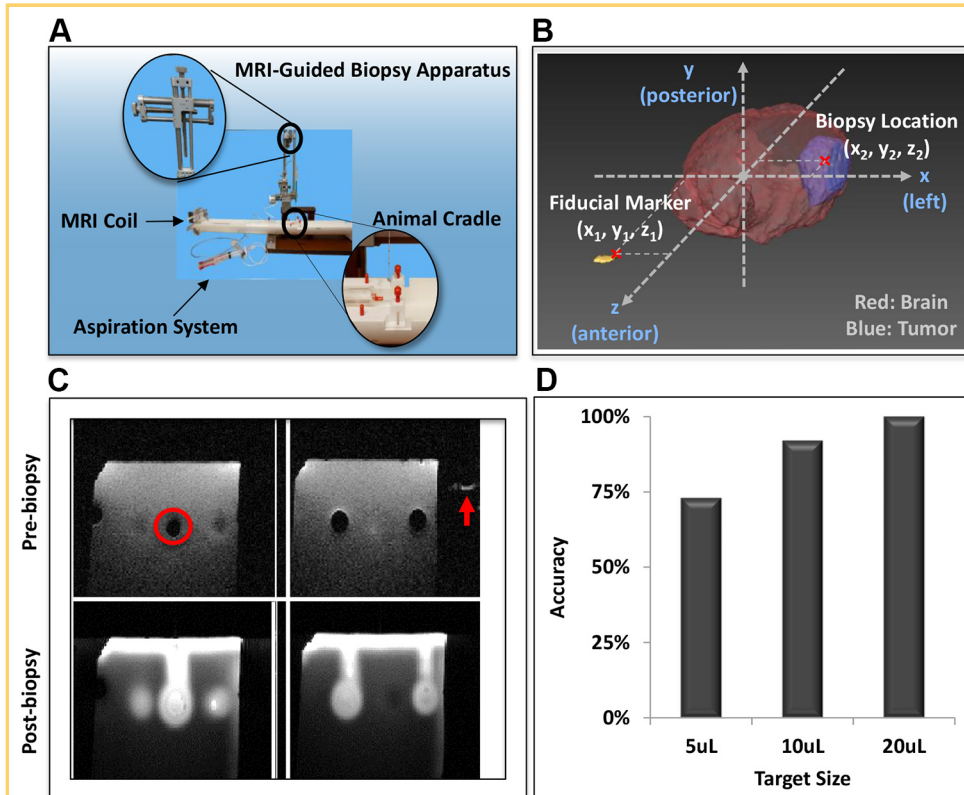 A
MRI-Guided Biopsy Apparatus
MRI Coil
Animal Cradle
Aspiration System
B
y
(posterior)
Biopsy Location
(x₂, y₂, z₂)
x
(left)
Fiducial Marker
(x₁, y₁, z₁)
z
(anterior)
Red: Brain
Blue: Tumor
C
Pre-biopsy
Post-biopsy
D
100%
75%
50%
25%
0%
Accuracy
5uL 10uL 20uL
Target Size